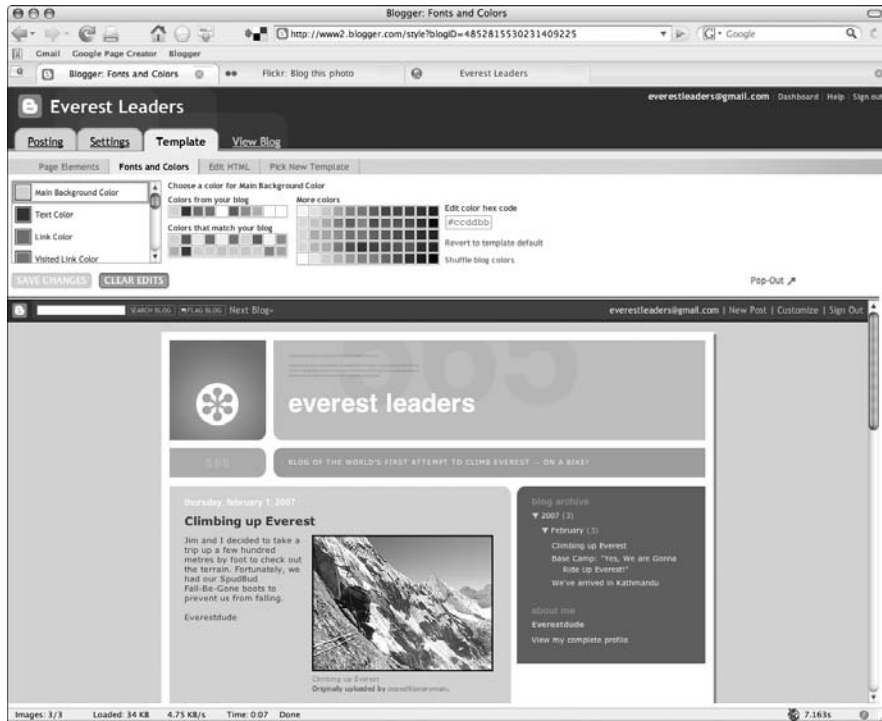 Blogger: Fonts and Colors
http://www2.blogger.com/style?blogID=4852815530231409225
Google
Gmail Google Page Creator Blogger
Blogger: Fonts and Colors
Flickr: Blog this photo
Everest Leaders
Everest Leaders
everestleaders@gmail.com | Dashboard | Help | Sign out
Posting
Settings
Template
View Blog
Page Elements
Fonts and Colors
Edit HTML
Pick New Template
Main Background Color
Text Color
Link Color
Visited Link Color
Choose a color for Main Background Color
Colors from your blog
Colors that match your blog
More colors
Edit color hex code
#ccddbb
Revert to template default
Shuffle blog colors
SAVE CHANGES
CLEAR EDITS
Pop-Out
SEARCH BLOG
FLAG BLOG
Next Blog»
everestleaders@gmail.com | New Post | Customize | Sign Out
365
everest leaders
BLOG OF THE WORLD'S FIRST ATTEMPT TO CLIMB EVEREST -- ON A BIKE!
thursday, february 1, 2007
Climbing up Everest
Jim and I decided to take a
trip up a few hundred
metres by foot to check out
the terrain. Fortunately, we
had our SpudBud
Fall-Be-Gone boots to
prevent us from falling.
Everestdude
Climbing up Everest
Originally uploaded by
blog archive
▼ 2007 (3)
▼ February (3)
Climbing up Everest
Base Camp: "Yes, We are Gonna
Ride Up Everest!"
We've arrived in Kathmandu
about me
Everestdude
View my complete profile
Images: 3/3 Loaded: 34 KB 4.75 KB/s Time: 0:07 Done
7.163s